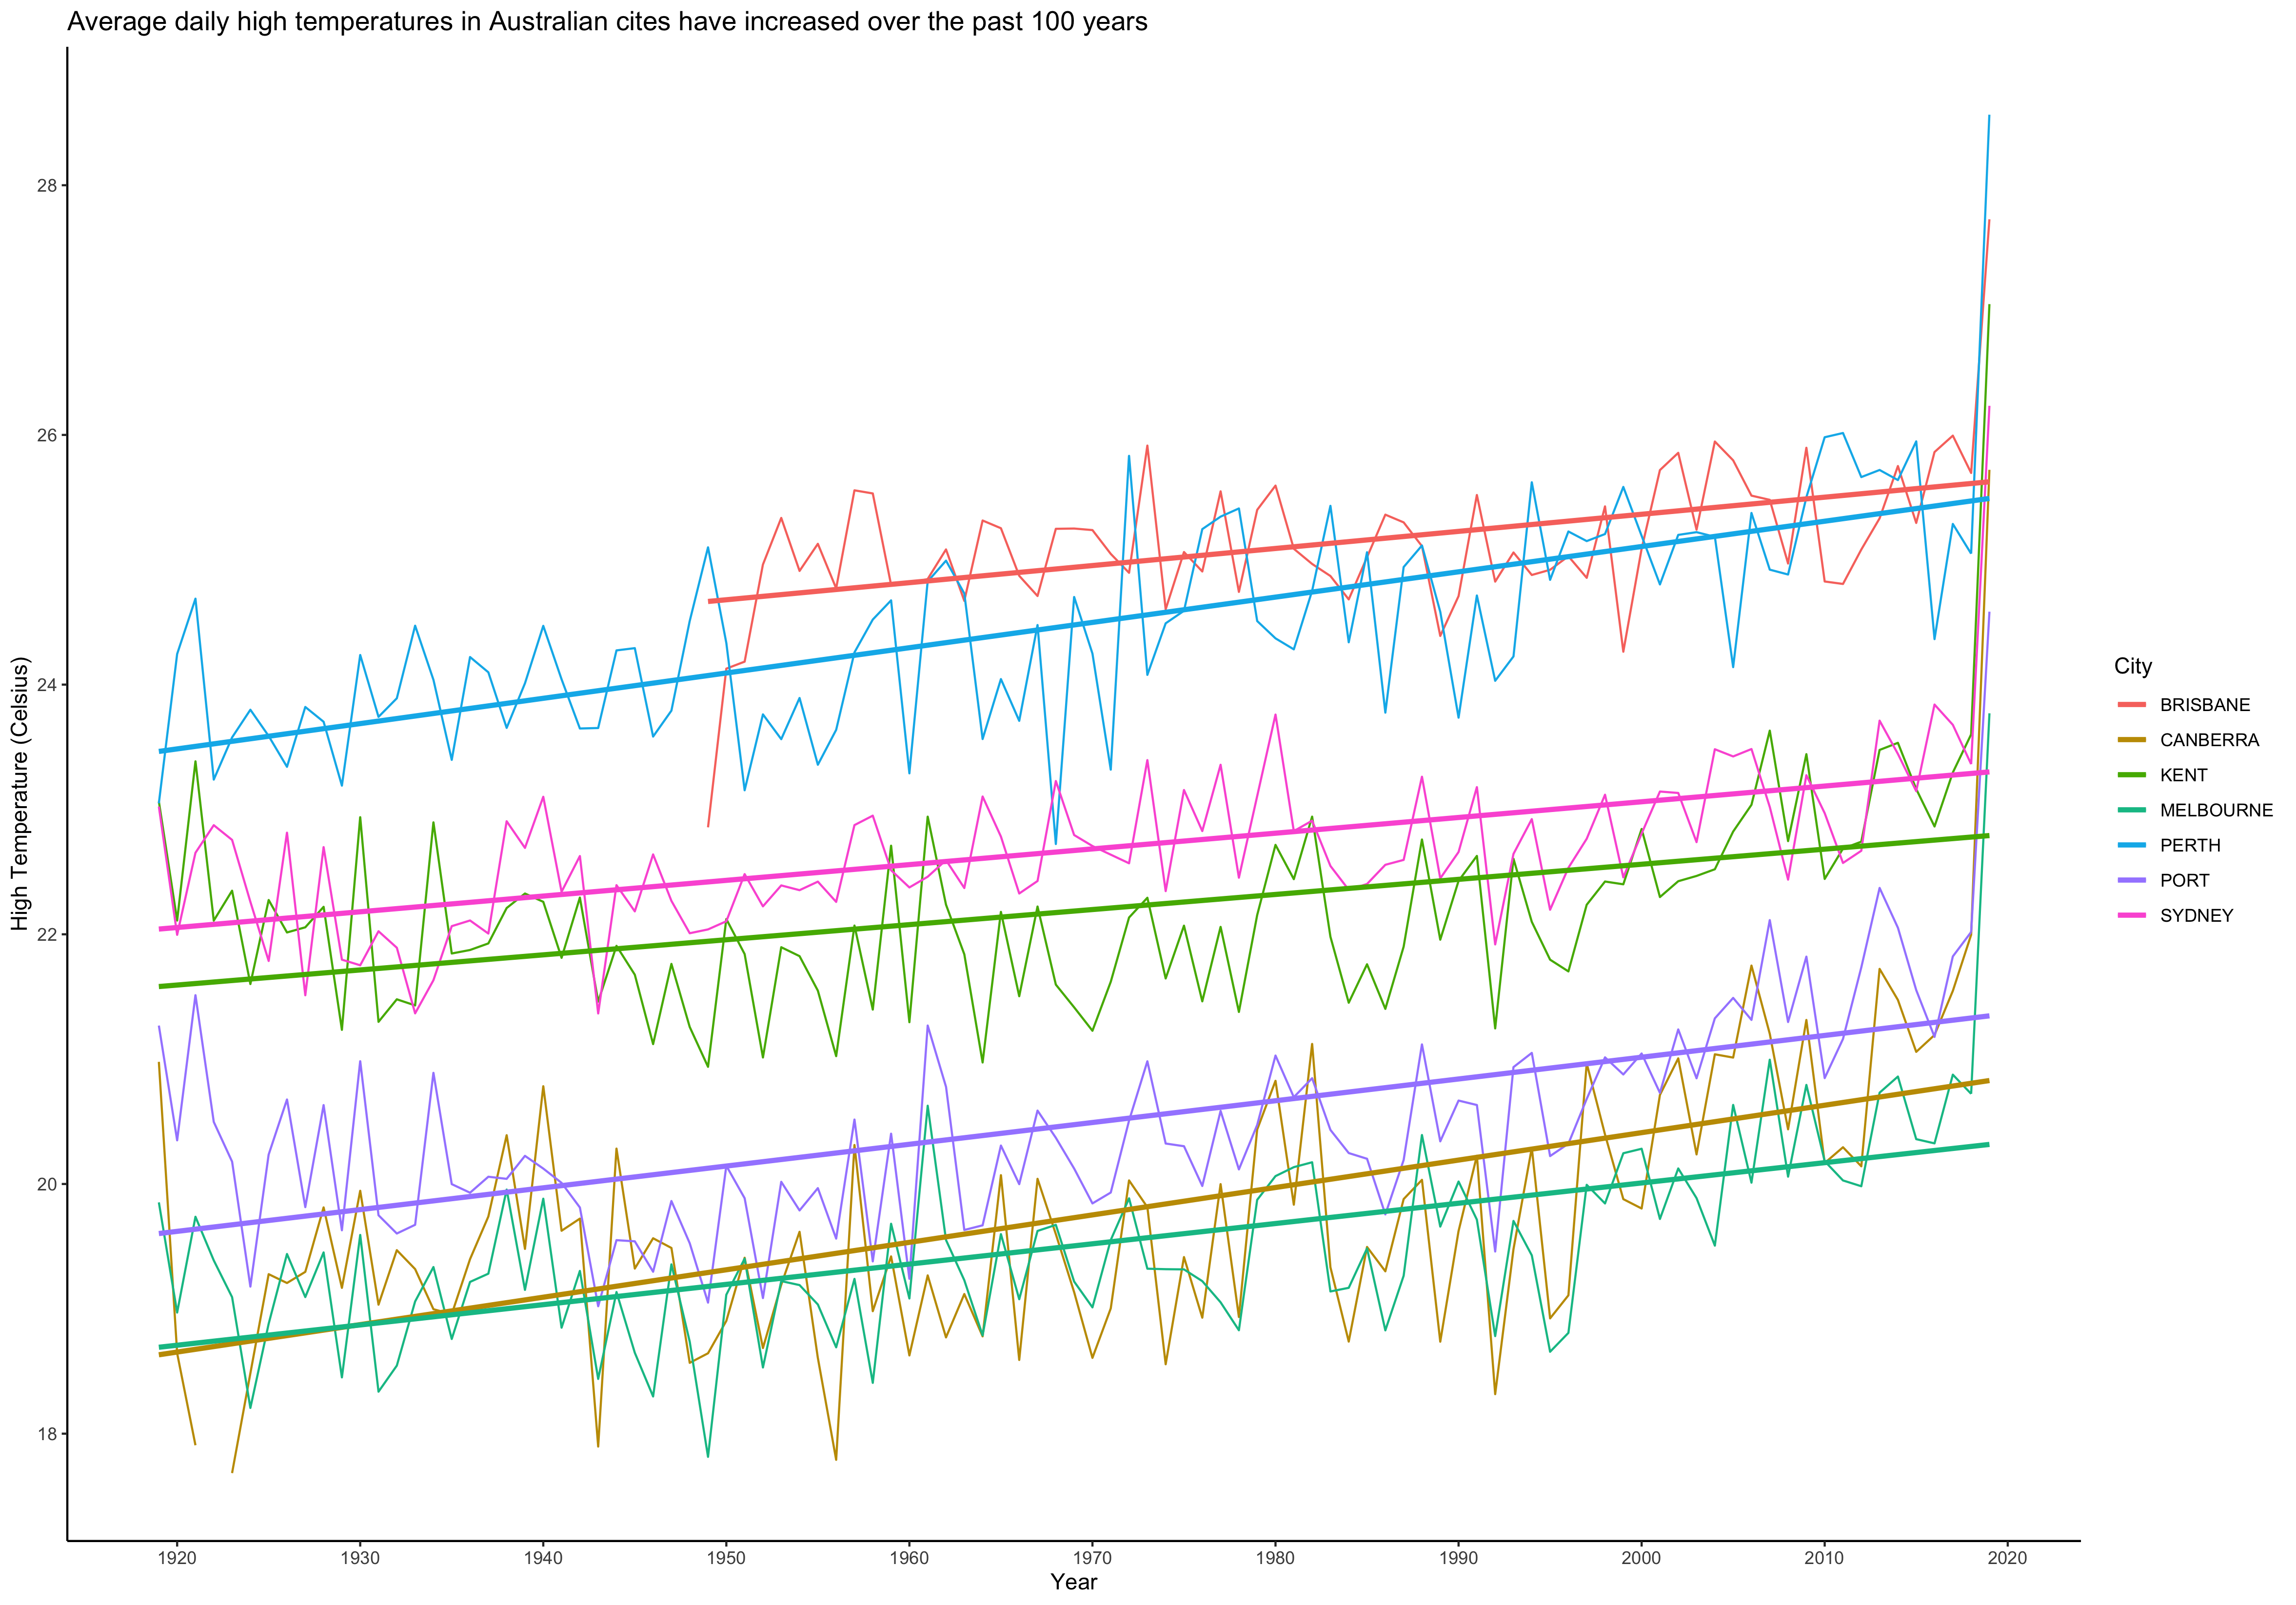 Average daily high temperatures in Australian cites have increased over the past 100 years
28
26
24
22
20
18
High Temperature (Celsius)
1920 1930 1940 1950 1960 1970 1980 1990 2000 2010 2020
Year
City
BRISBANE
CANBERRA
KENT
MELBOURNE
PERTH
PORT
SYDNEY